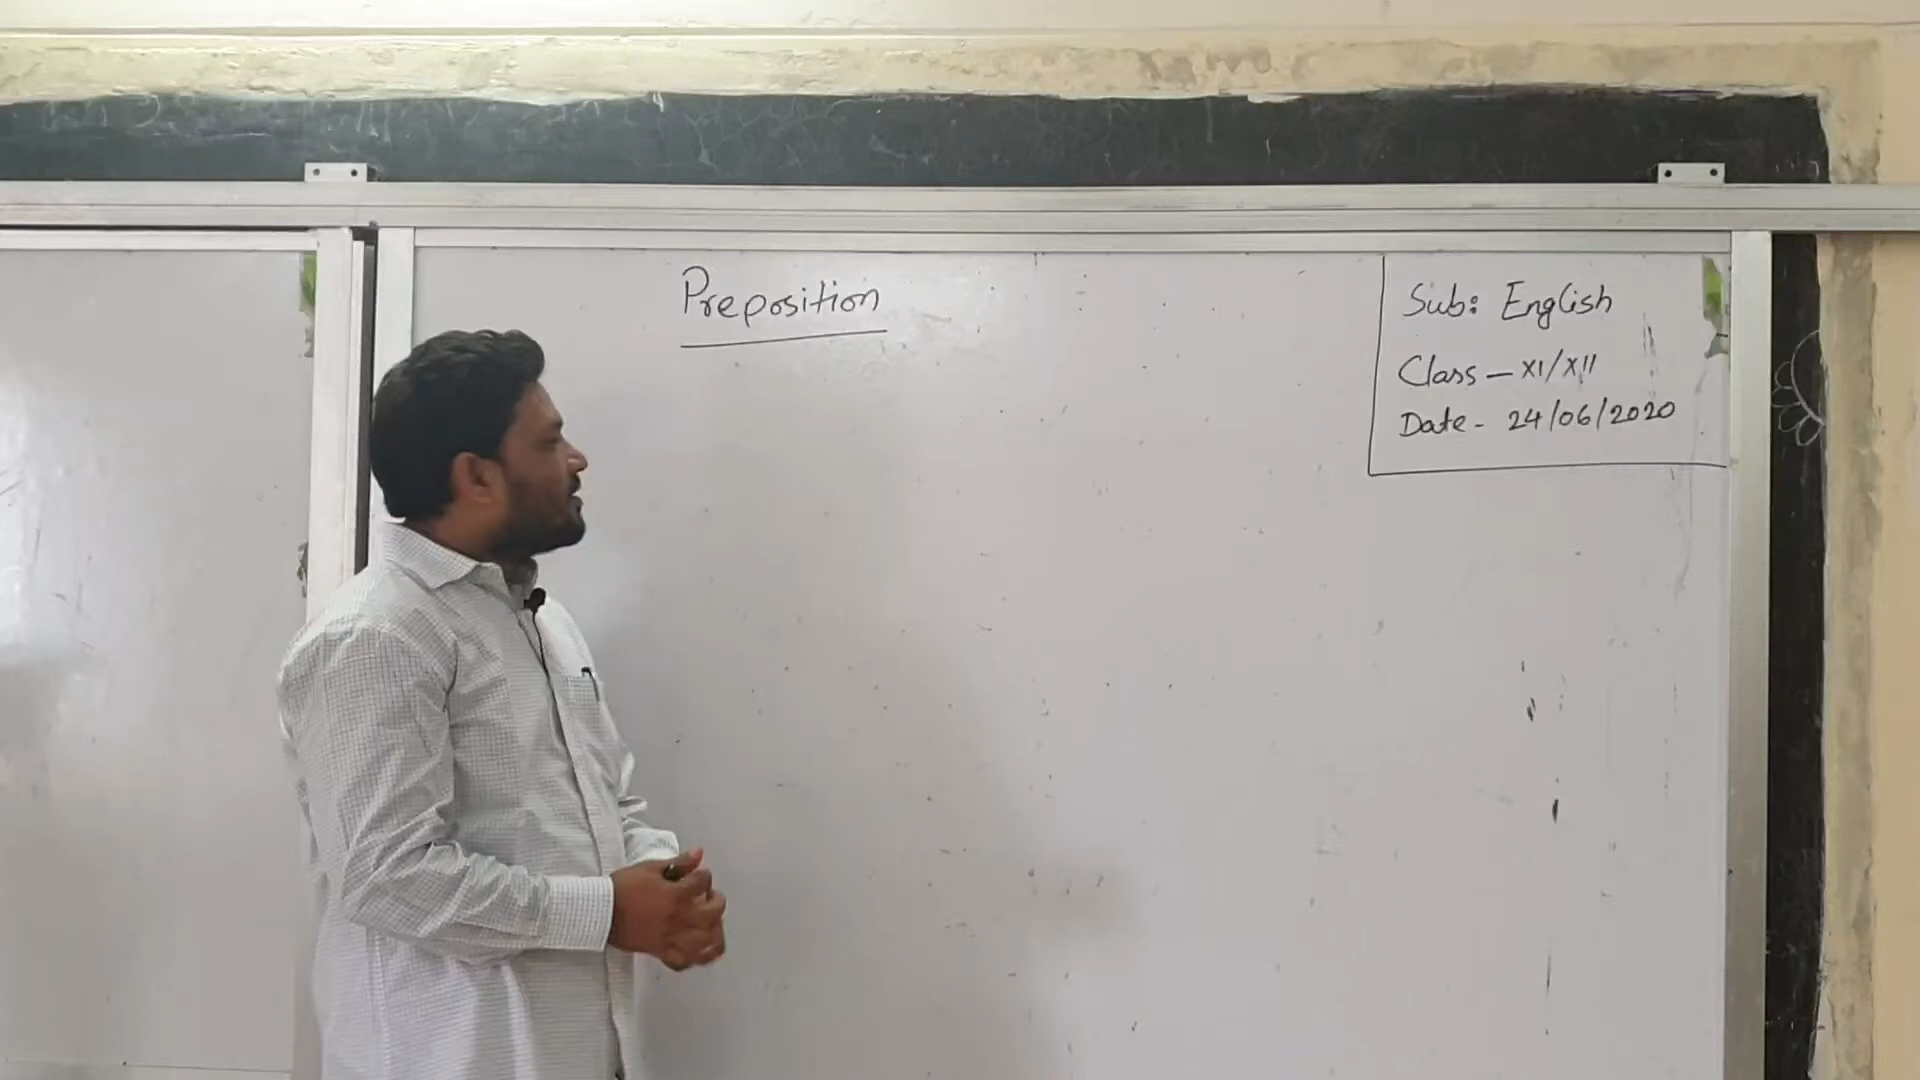 Preposition
Sub: English
Class - XI/XII
Date - 24/06/2020